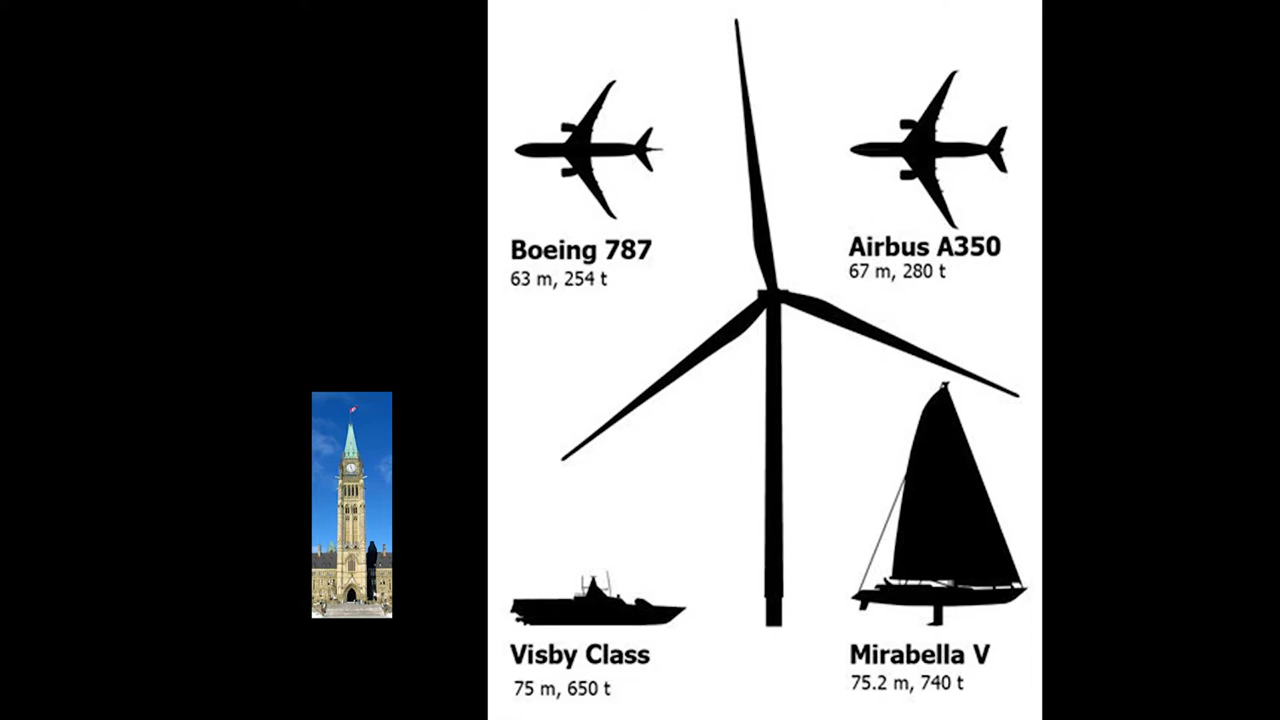 Boeing 787
63 m, 254 t
Airbus A350
67 m, 280 t
Visby Class
75 m, 650 t
Mirabella V
75.2 m, 740 t